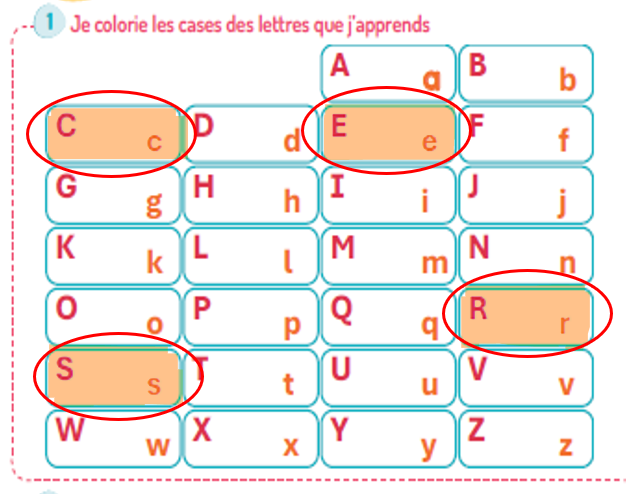 1 Je colorie les cases des lettres que j'apprends
A a B b
C c D d E e F f
G g H h I i J j
K k L l M m N n
O o P p Q q R r
S s T t U u V v
W w X x Y y Z z